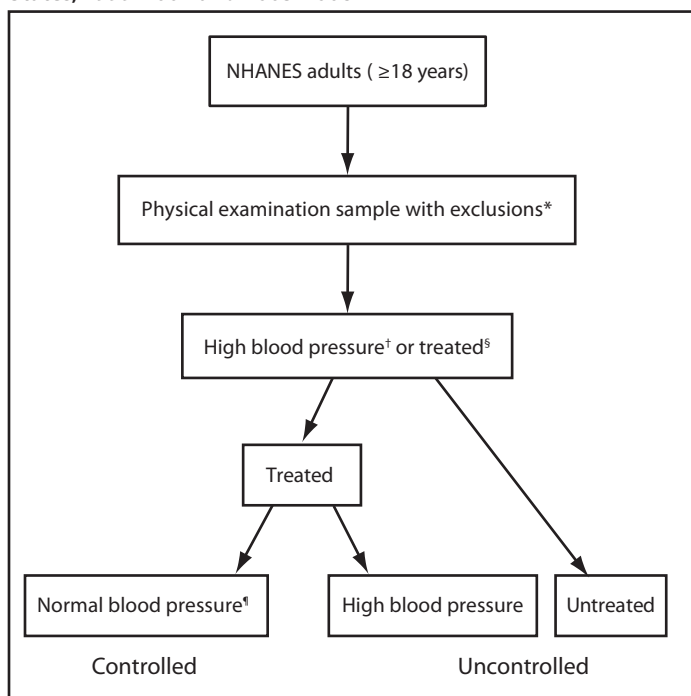 NHANES adults ( ≥18 years)
Physical examination sample with exclusions*
High blood pressure† or treated§
Treated
Normal blood pressure¶
High blood pressure
Untreated
Controlled
Uncontrolled